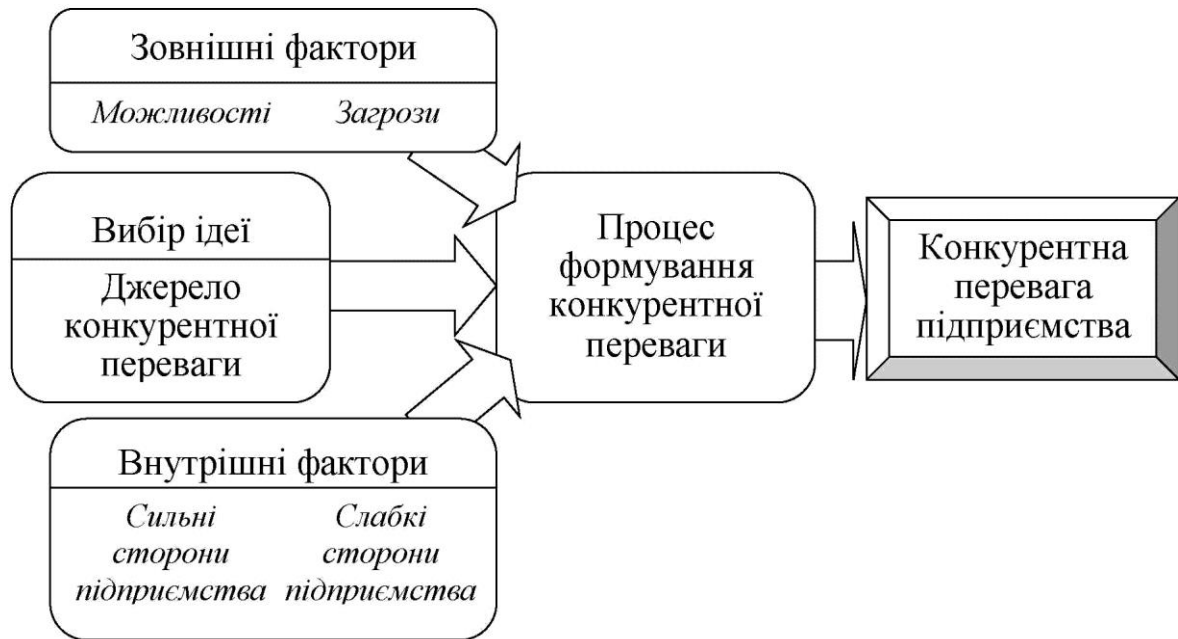 Зовнішні фактори
Можливості Загрози
Вибір ідеї
Джерело
конкурентної
переваги
Внутрішні фактори
Сильні Слабкі
сторони сторони
підприємства підприємства
Процес
формування
конкурентної
переваги
Конкурентна
перевага
підприємства